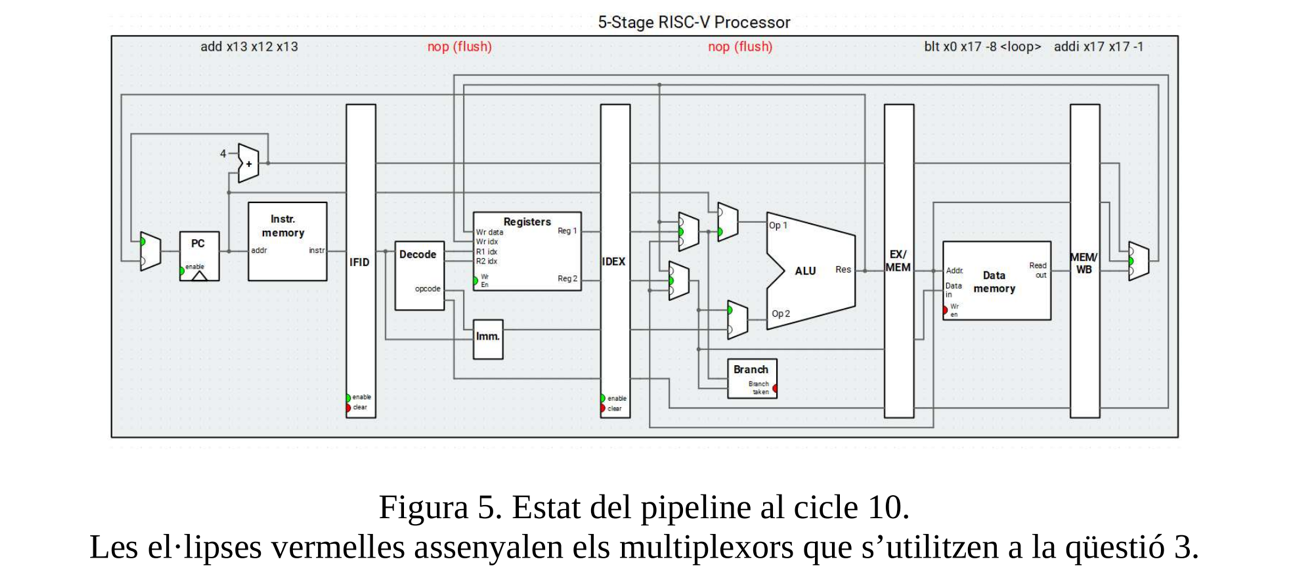 5-Stage RISC-V Processor
add x13 x12 x13 nop (flush) nop (flush) blt x0 x17 -8 <loop> addi x17 x17 -1
4
+
Instr. memory
addr instr
PC
enable
IFID
enable
clear
Decode
opcode
Registers
Wr data Reg 1
Wr idx
R1 idx
R2 idx
Wr En Reg 2
Imm.
IDEX
enable
clear
Op 1
ALU Res
Op 2
Branch
Branch taken
EX/MEM
Addr. Read out
Data in
Data memory
Wr en
MEM/WB
Figura 5. Estat del pipeline al cicle 10.
Les el·lipses vermelles assenyalen els multiplexors que s’utilitzen a la qüestió 3.